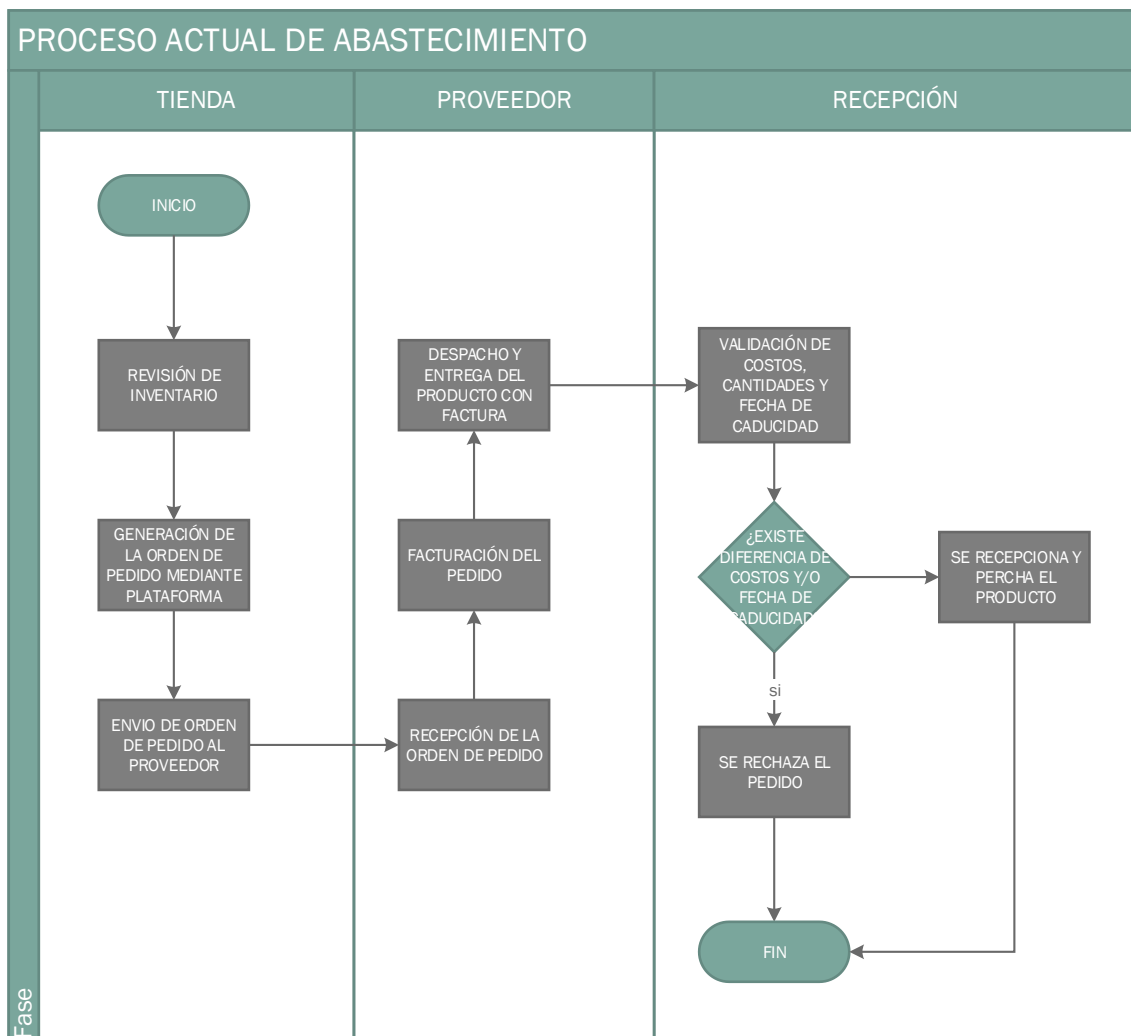 PROCESO ACTUAL DE ABASTECIMIENTO
TIENDA
PROVEEDOR
RECEPCIÓN
Fase
INICIO
REVISIÓN DE
INVENTARIO
GENERACIÓN DE
LA ORDEN DE
PEDIDO MEDIANTE
PLATAFORMA
ENVIO DE ORDEN
DE PEDIDO AL
PROVEEDOR
DESPACHO Y
ENTREGA DEL
PRODUCTO CON
FACTURA
FACTURACIÓN DEL
PEDIDO
RECEPCIÓN DE LA
ORDEN DE PEDIDO
VALIDACIÓN DE
COSTOS,
CANTIDADES Y
FECHA DE
CADUCIDAD
¿EXISTE
DIFERENCIA DE
COSTOS Y/O
FECHA DE
CADUCIDAD
si
SE RECEPCIONA Y
PERCHA EL
PRODUCTO
SE RECHAZA EL
PEDIDO
FIN